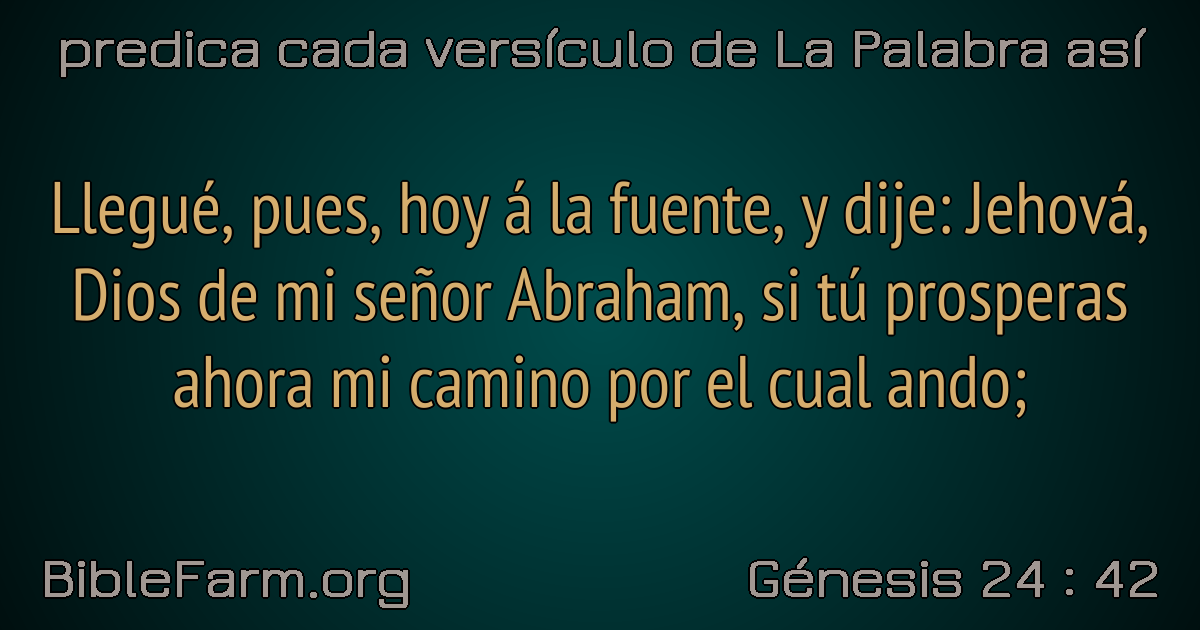 predica cada versículo de La Palabra así
Llegué, pues, hoy á la fuente, y dije: Jehová,
Dios de mi señor Abraham, si tú prosperas
ahora mi camino por el cual ando;
BibleFarm.org
Génesis 24 : 42